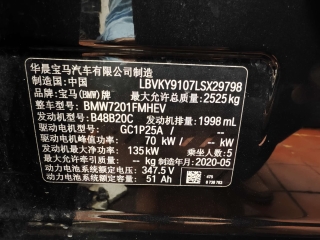 华晨宝马汽车有限公司制造
制造国:中国 LBVKY9107LSX29798
品牌:宝马(BMW)牌 最大允许总质量:2525kg
整车型号: BMW7201FMHEV
发动机型号: B48B20C 发动机排量:1998 mL
驱动电机型号: GC1P25A / --
驱动电机峰值功率: 70 kW / -- kW
发动机最大净功率: 135 kW 乘坐人数:5
最大允许牵引质量: -- kg 制造年月:2020-05
动力电池系统额定电压: 347.5 V
动力电池系统额定容量: 51 Ah